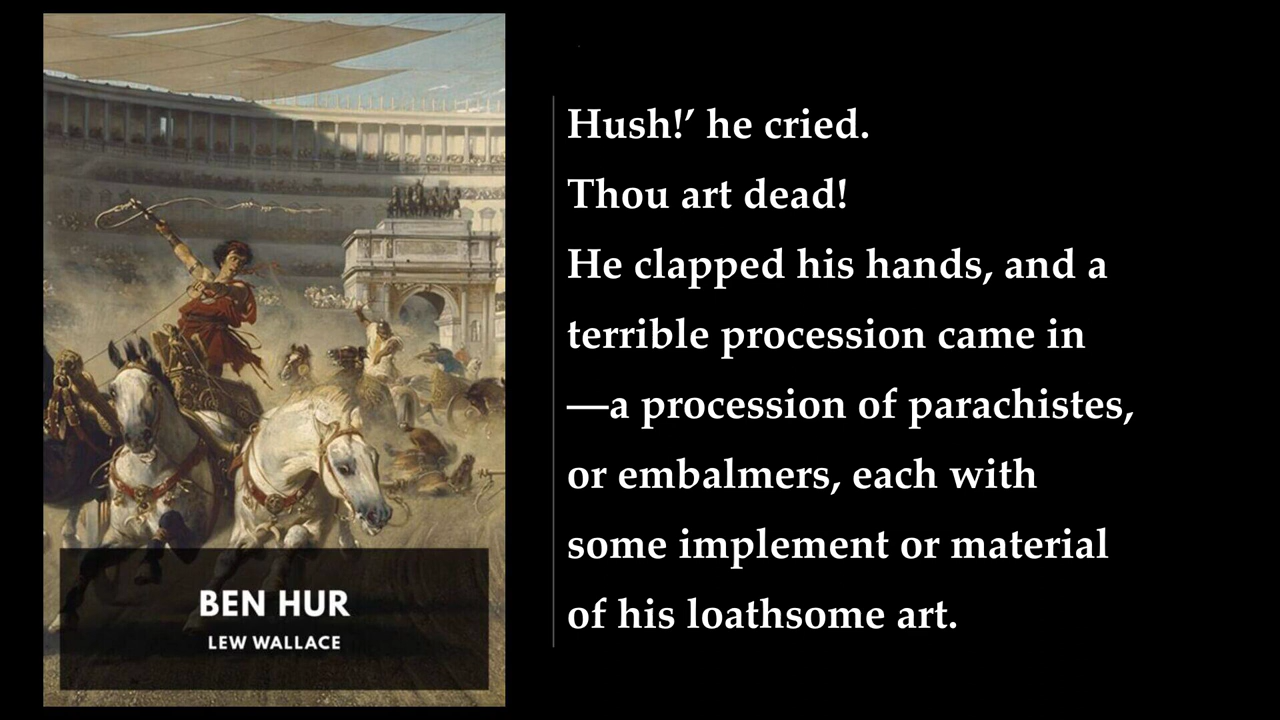 Hush!’ he cried.
Thou art dead!
He clapped his hands, and a
terrible procession came in
—a procession of parachistes,
or embalmers, each with
some implement or material
of his loathsome art.
BEN HUR
LEW WALLACE